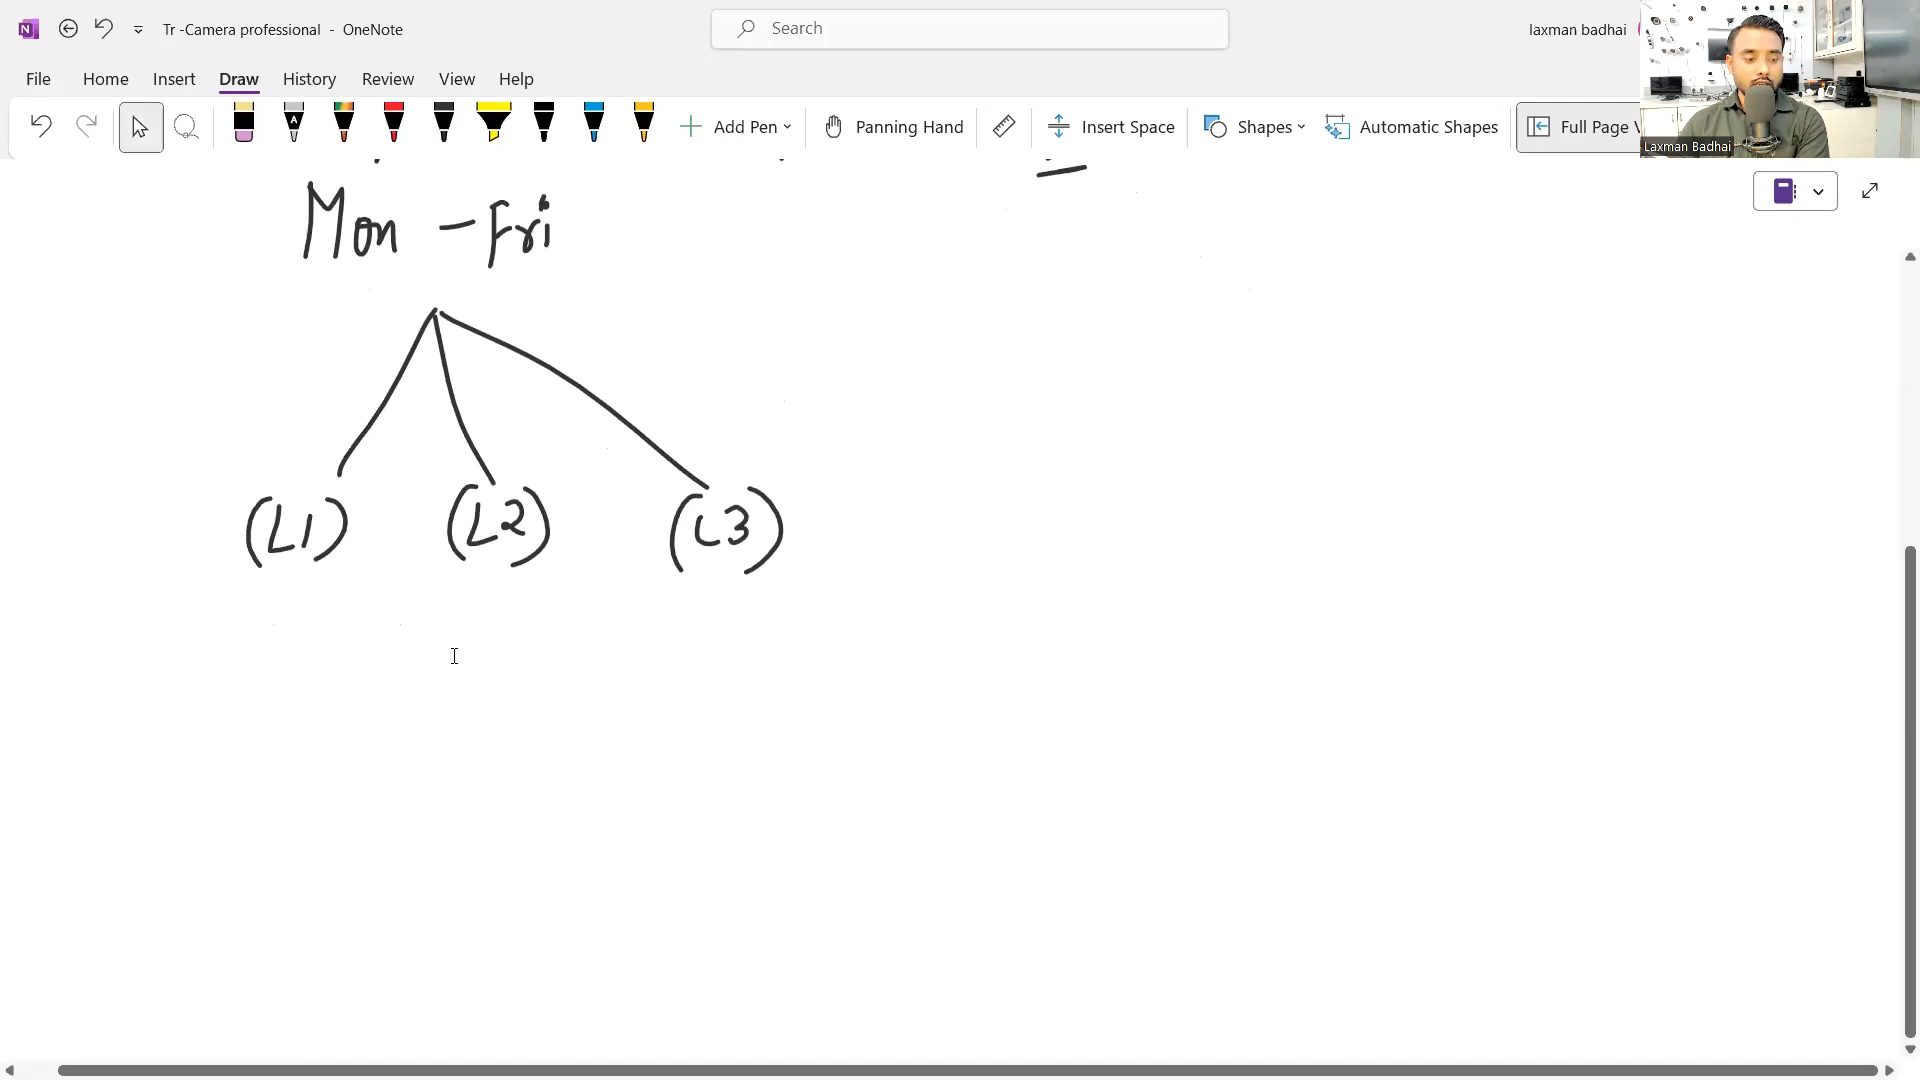 Tr -Camera professional - OneNote
Search
laxman badhai
File Home Insert Draw History Review View Help
A
Add Pen Panning Hand Insert Space Shapes Automatic Shapes Full Page V
Laxman Badhai
Mon - Fri
(L1) (L2) (L3)